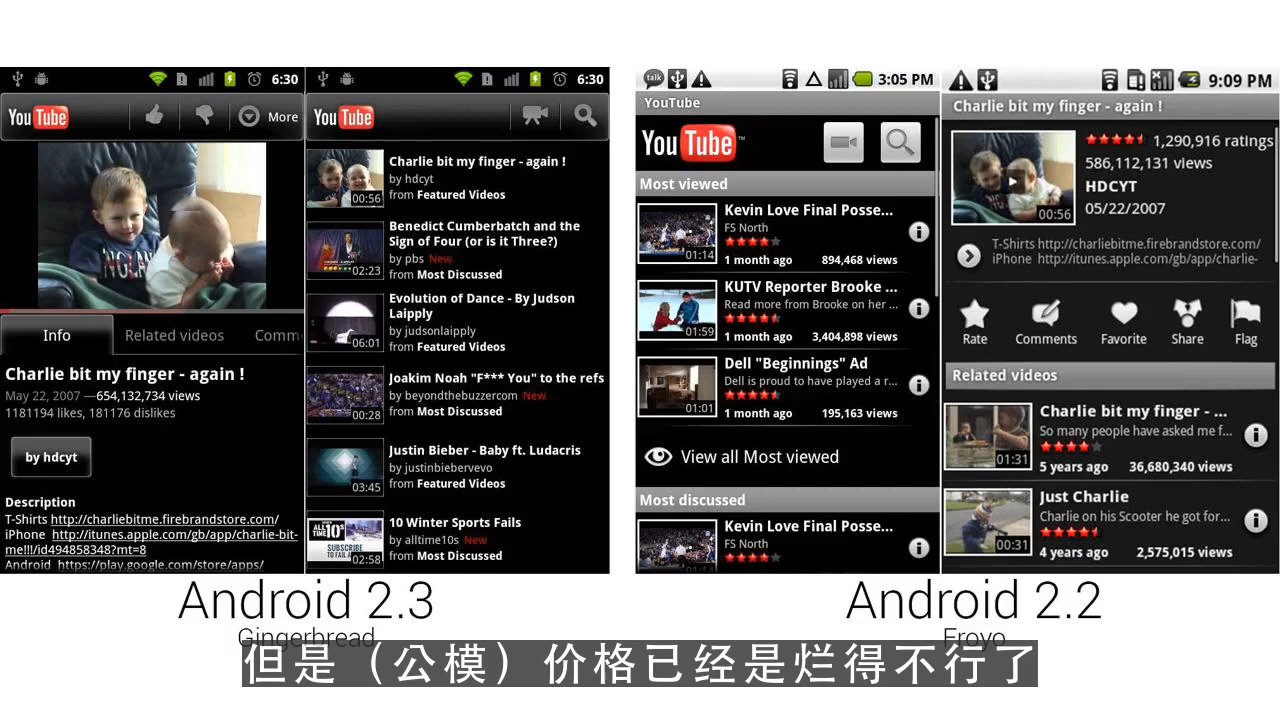 6:30
YouTube
More
Info
Related videos
Comm
Charlie bit my finger - again !
May 22, 2007 —654,132,734 views
1181194 likes, 181176 dislikes
by hdcyt
Description
T-Shirts http://charliebitme.firebrandstore.com/
iPhone http://itunes.apple.com/gb/app/charlie-bit-
me!!!/id494858348?mt=8
Android https://play.google.com/store/apps/
6:30
YouTube
Charlie bit my finger - again !
by hdcyt
from Featured Videos
00:56
Benedict Cumberbatch and the
Sign of Four (or is it Three?)
by pbs New
from Most Discussed
02:23
Evolution of Dance - By Judson
Laipply
by judsonlaipply
from Featured Videos
06:01
Joakim Noah "F*** You" to the refs
by beyondthebuzzercom New
from Most Discussed
00:28
Justin Bieber - Baby ft. Ludacris
by justinbiebervevo
from Featured Videos
03:45
10 Winter Sports Fails
by alltime10s New
from Most Discussed
ALL TIME 10s
SUBSCRIBE
02:58
Android 2.3
Gingerbread
talk
3:05 PM
YouTube
YouTube™
Most viewed
Kevin Love Final Posse...
FS North
1 month ago 894,468 views
01:14
KUTV Reporter Brooke ...
Read more from Brooke on her ...
1 month ago 3,404,898 views
01:59
Dell "Beginnings" Ad
Dell is proud to have played a r...
1 month ago 195,163 views
01:01
View all Most viewed
Most discussed
Kevin Love Final Posse...
FS North
1 month ago 894,468 views
01:14
9:09 PM
Charlie bit my finger - again !
00:56
1,290,916 ratings
586,112,131 views
HDCYT
05/22/2007
T-Shirts http://charliebitme.firebrandstore.com/
iPhone http://itunes.apple.com/gb/app/charlie-
Rate
Comments
Favorite
Share
Flag
Related videos
Charlie bit my finger - ...
So many people have asked me f...
5 years ago 36,680,340 views
01:31
Just Charlie
Charlie on his Scooter he got for...
4 years ago 2,575,015 views
00:31
Android 2.2
Froyo
但是（公模）价格已经是烂得不行了